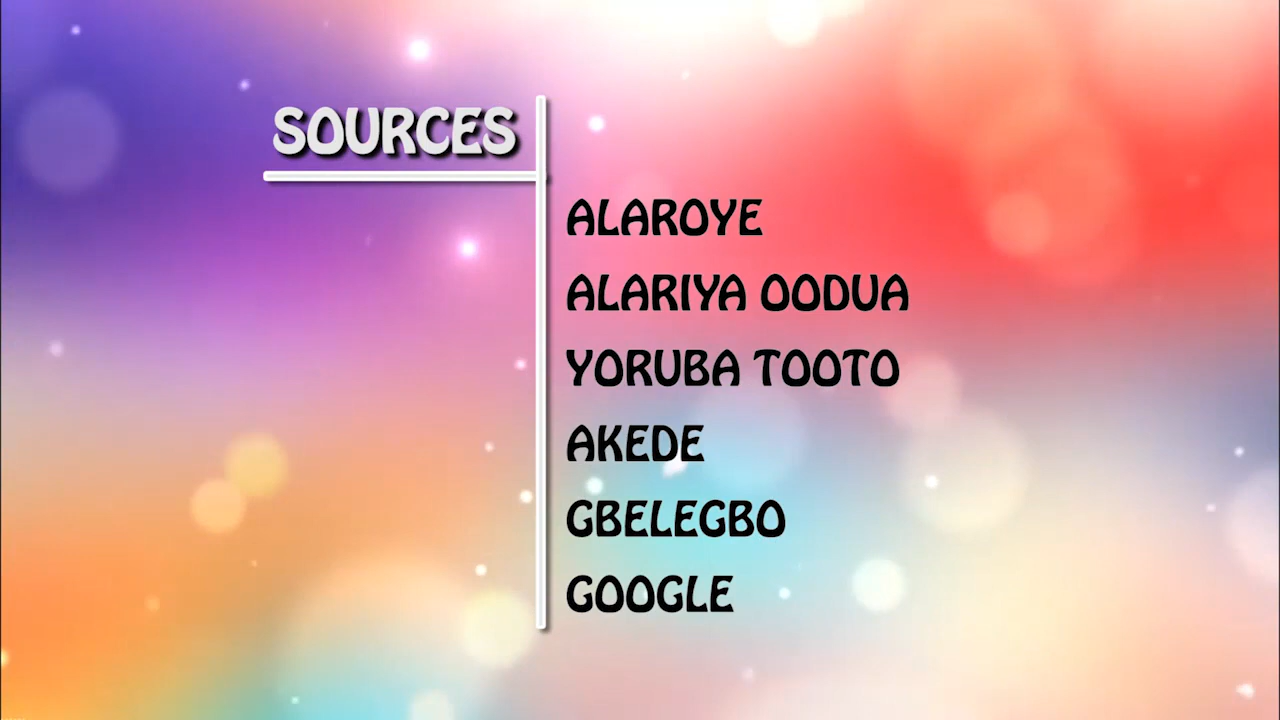 SOURCES
ALAROYE
ALARIYA OODUA
YORUBA TOOTO
AKEDE
GBELEGBO
GOOGLE